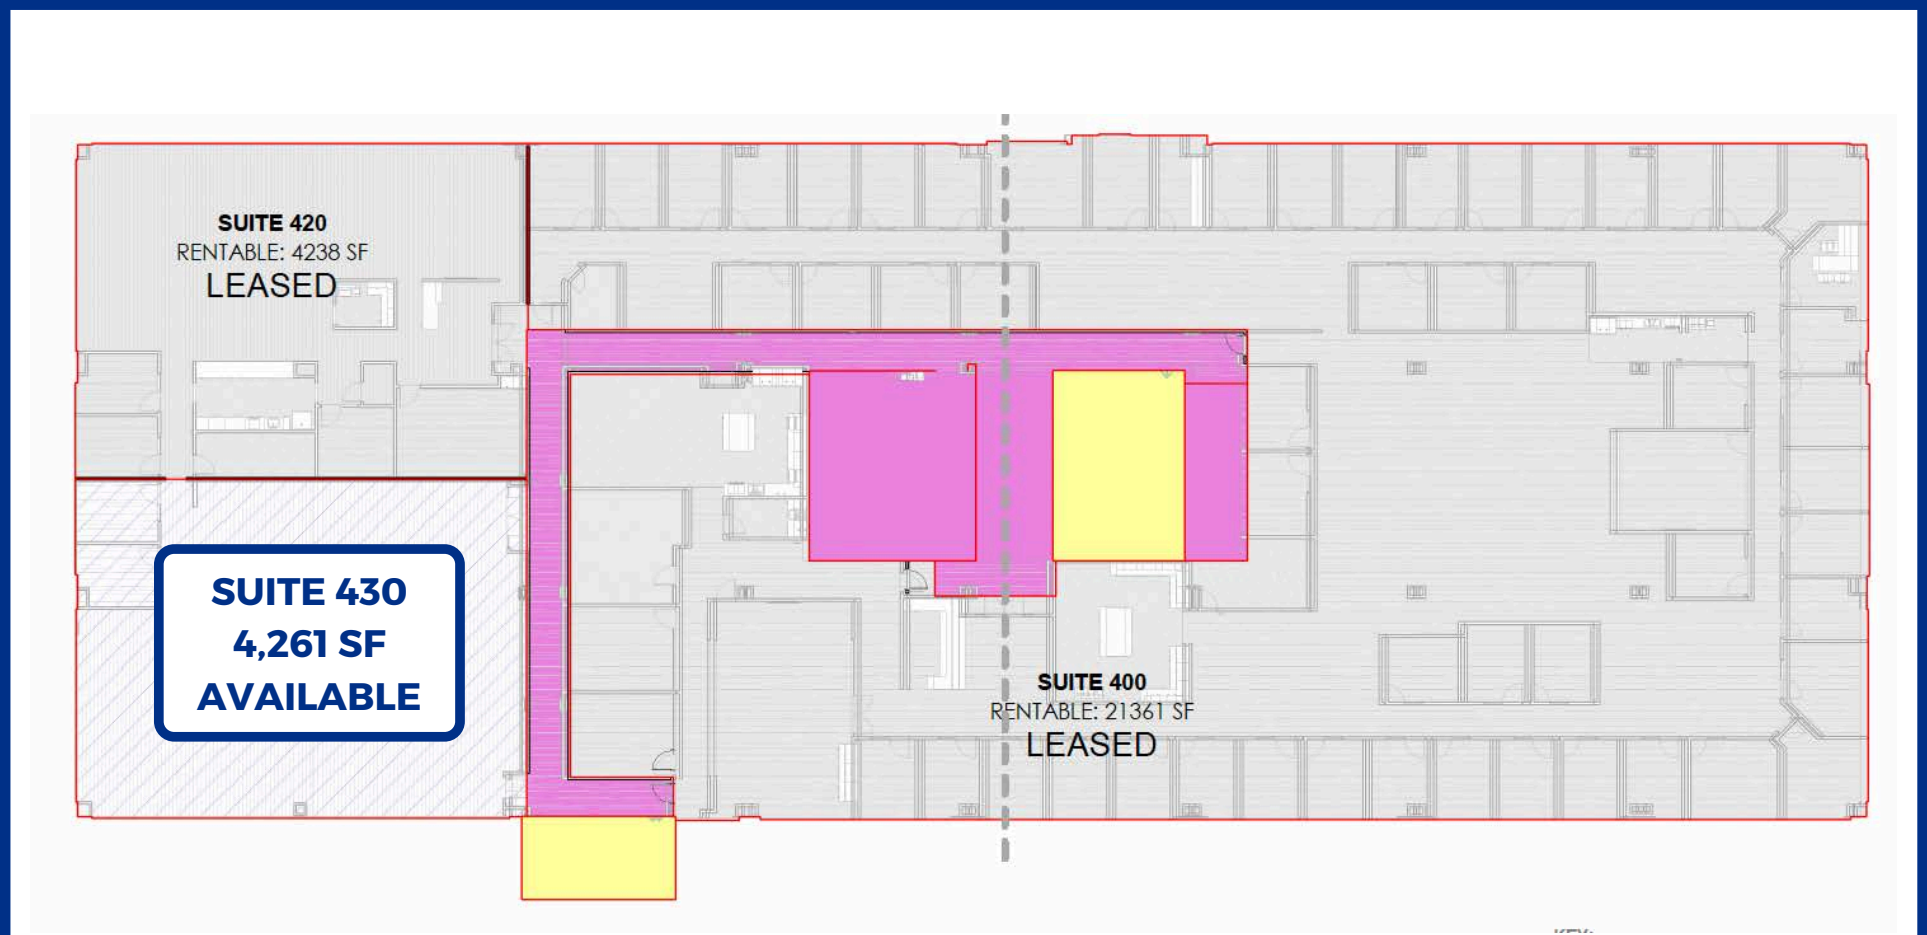 SUITE 420
RENTABLE: 4238 SF
LEASED
SUITE 430
4,261 SF
AVAILABLE
SUITE 400
RENTABLE: 21361 SF
LEASED